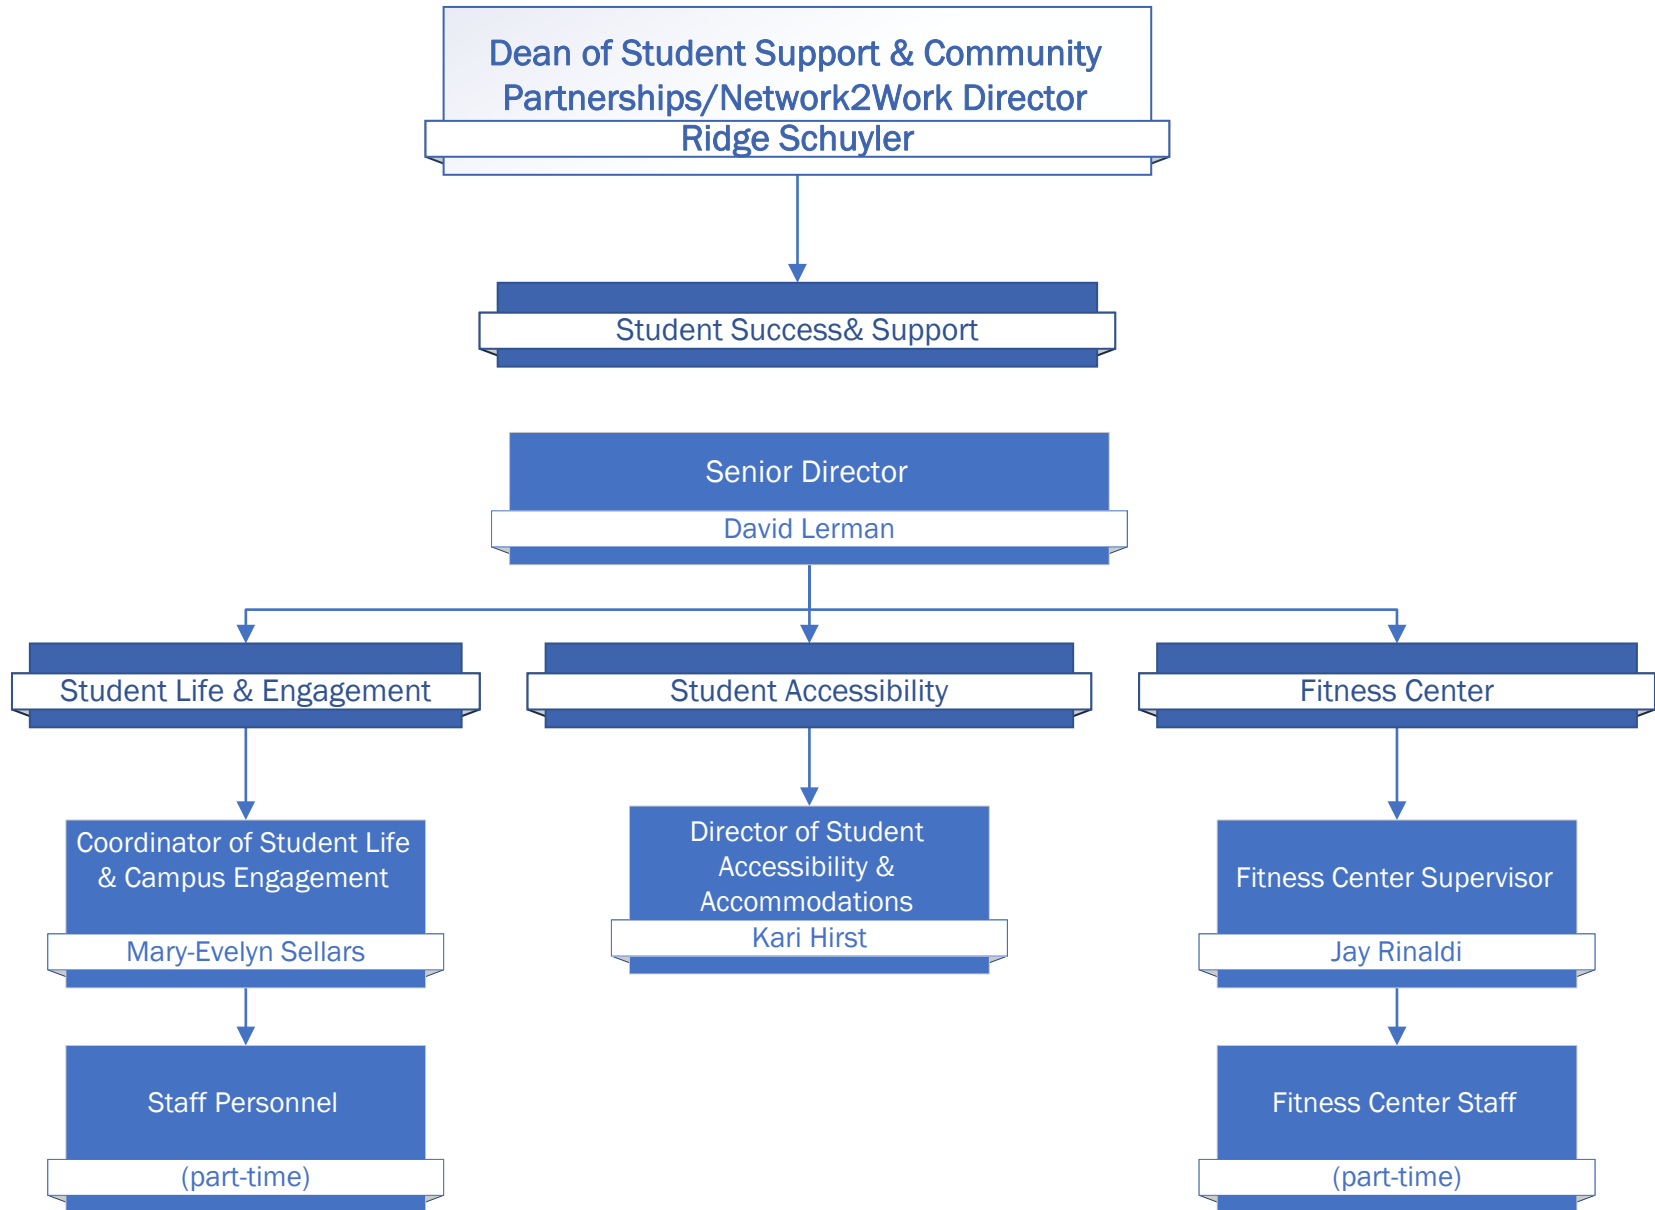 Dean of Student Support & Community
Partnerships/Network2Work Director
Ridge Schuyler
Student Success& Support
Senior Director
David Lerman
Student Life & Engagement
Student Accessibility
Fitness Center
Coordinator of Student Life
& Campus Engagement
Mary-Evelyn Sellars
Director of Student
Accessibility &
Accommodations
Kari Hirst
Fitness Center Supervisor
Jay Rinaldi
Staff Personnel
(part-time)
Fitness Center Staff
(part-time)